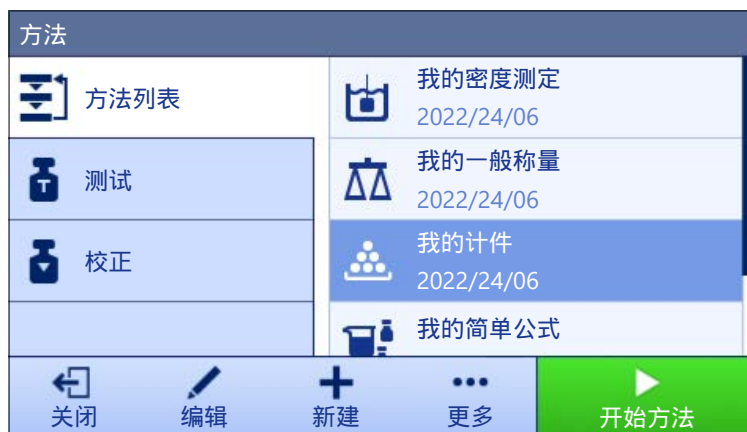 方法
方法列表
测试
校正
我的密度测定
2022/24/06
我的一般称量
2022/24/06
我的计件
2022/24/06
我的简单公式
关闭
编辑
新建
更多
开始方法